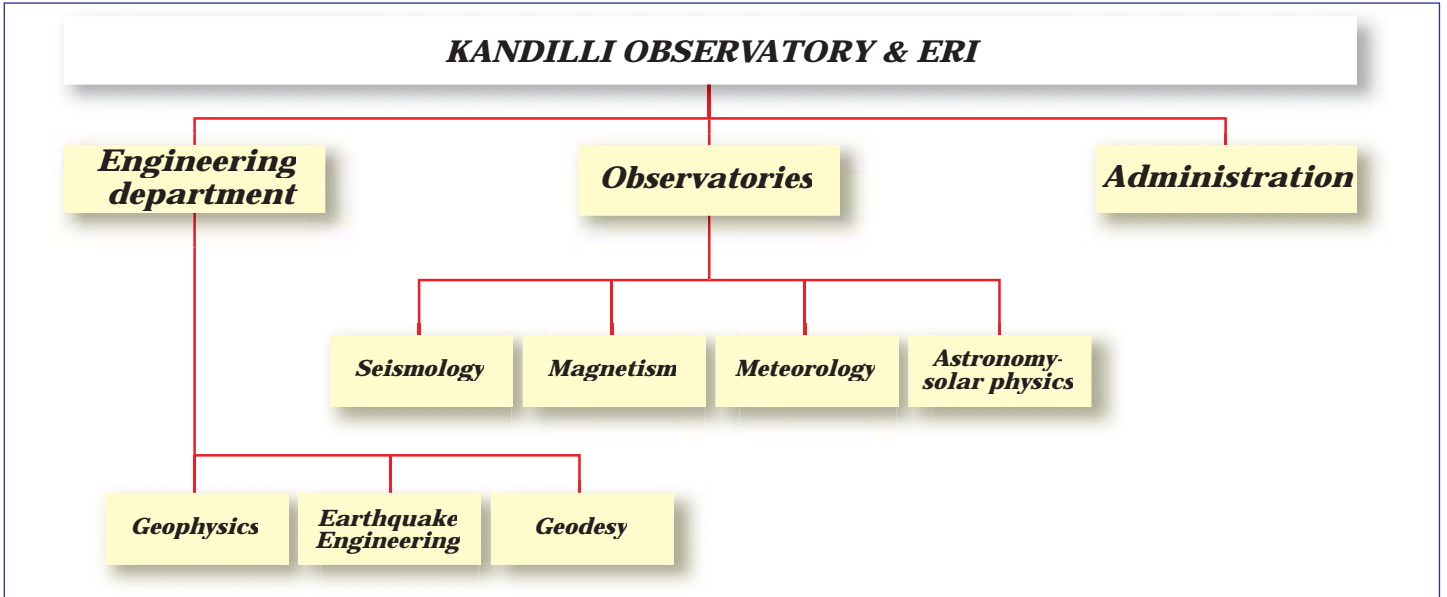 KANDILLI OBSERVATORY & ERI
Engineering
department
Observatories
Administration
Seismology
Magnetism
Meteorology
Astronomy-
solar physics
Geophysics
Earthquake
Engineering
Geodesy